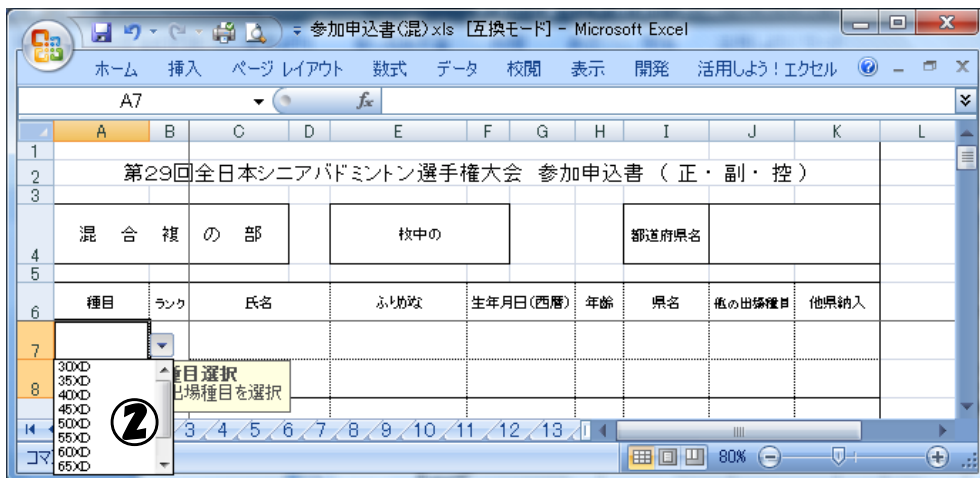 参加申込書(混).xls [互換モード] - Microsoft Excel
ホーム 挿入 ページ レイアウト 数式 データ 校閲 表示 開発 活用しよう！エクセル
A7 fx
A B C D E F G H I J K L
1
2 第29回全日本シニアバドミントン選手権大会 参加申込書 ( 正・副・控 )
3
4 混合複の部 枚中の 都道府県名
5
6 種目 ランク 氏名 ふりがな 生年月日(西暦) 年齢 県名 他の出場種目 他県納入
7
30XD
35XD 種目選択
8 40XD 出場種目を選択
45XD
50XD ② 3 4 5 6 7 8 9 10 11 12 13
55XD
コマ 60XD 80%
65XD